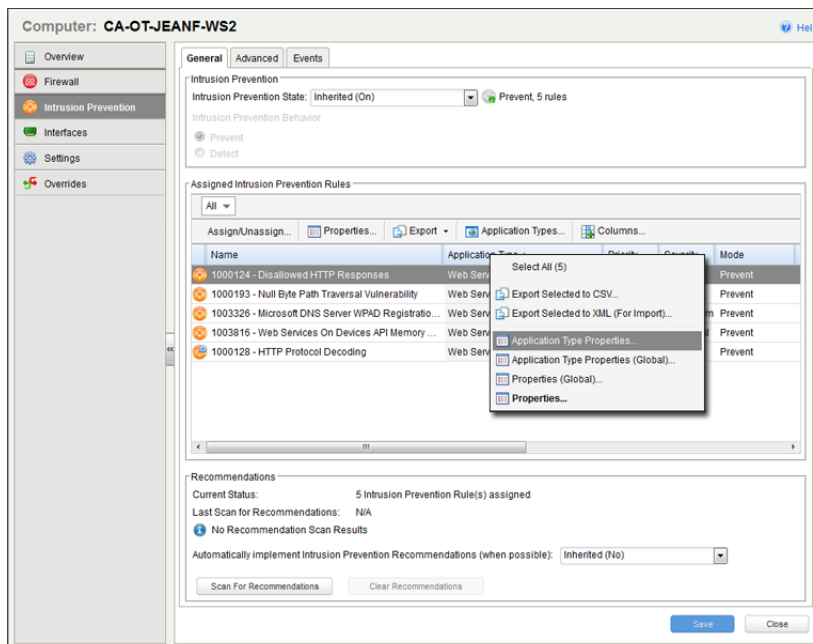 Computer: CA-OT-JEANF-WS2
Hel
Overview
Firewall
Intrusion Prevention
Interfaces
Settings
Overrides
General Advanced Events
Intrusion Prevention
Intrusion Prevention State: Inherited (On) Prevent, 5 rules
Intrusion Prevention Behavior
Prevent
Detect
Assigned Intrusion Prevention Rules
All
Assign/Unassign... Properties... Export Application Types... Columns...
Name Application Type Priority Severity Mode
1000124 - Disallowed HTTP Responses Web Serv Prevent
1000193 - Null Byte Path Traversal Vulnerability Web Serv Prevent
1003326 - Microsoft DNS Server WPAD Registratio... Web Serv m Prevent
1003816 - Web Services On Devices API Memory ... Web Serv l Prevent
1000128 - HTTP Protocol Decoding Web Serv Prevent
Select All (5)
Export Selected to CSV...
Export Selected to XML (For Import)...
Application Type Properties...
Application Type Properties (Global)...
Properties (Global)...
Properties...
Recommendations
Current Status: 5 Intrusion Prevention Rule(s) assigned
Last Scan for Recommendations: N/A
No Recommendation Scan Results
Automatically implement Intrusion Prevention Recommendations (when possible): Inherited (No)
Scan For Recommendations Clear Recommendations
Save Close